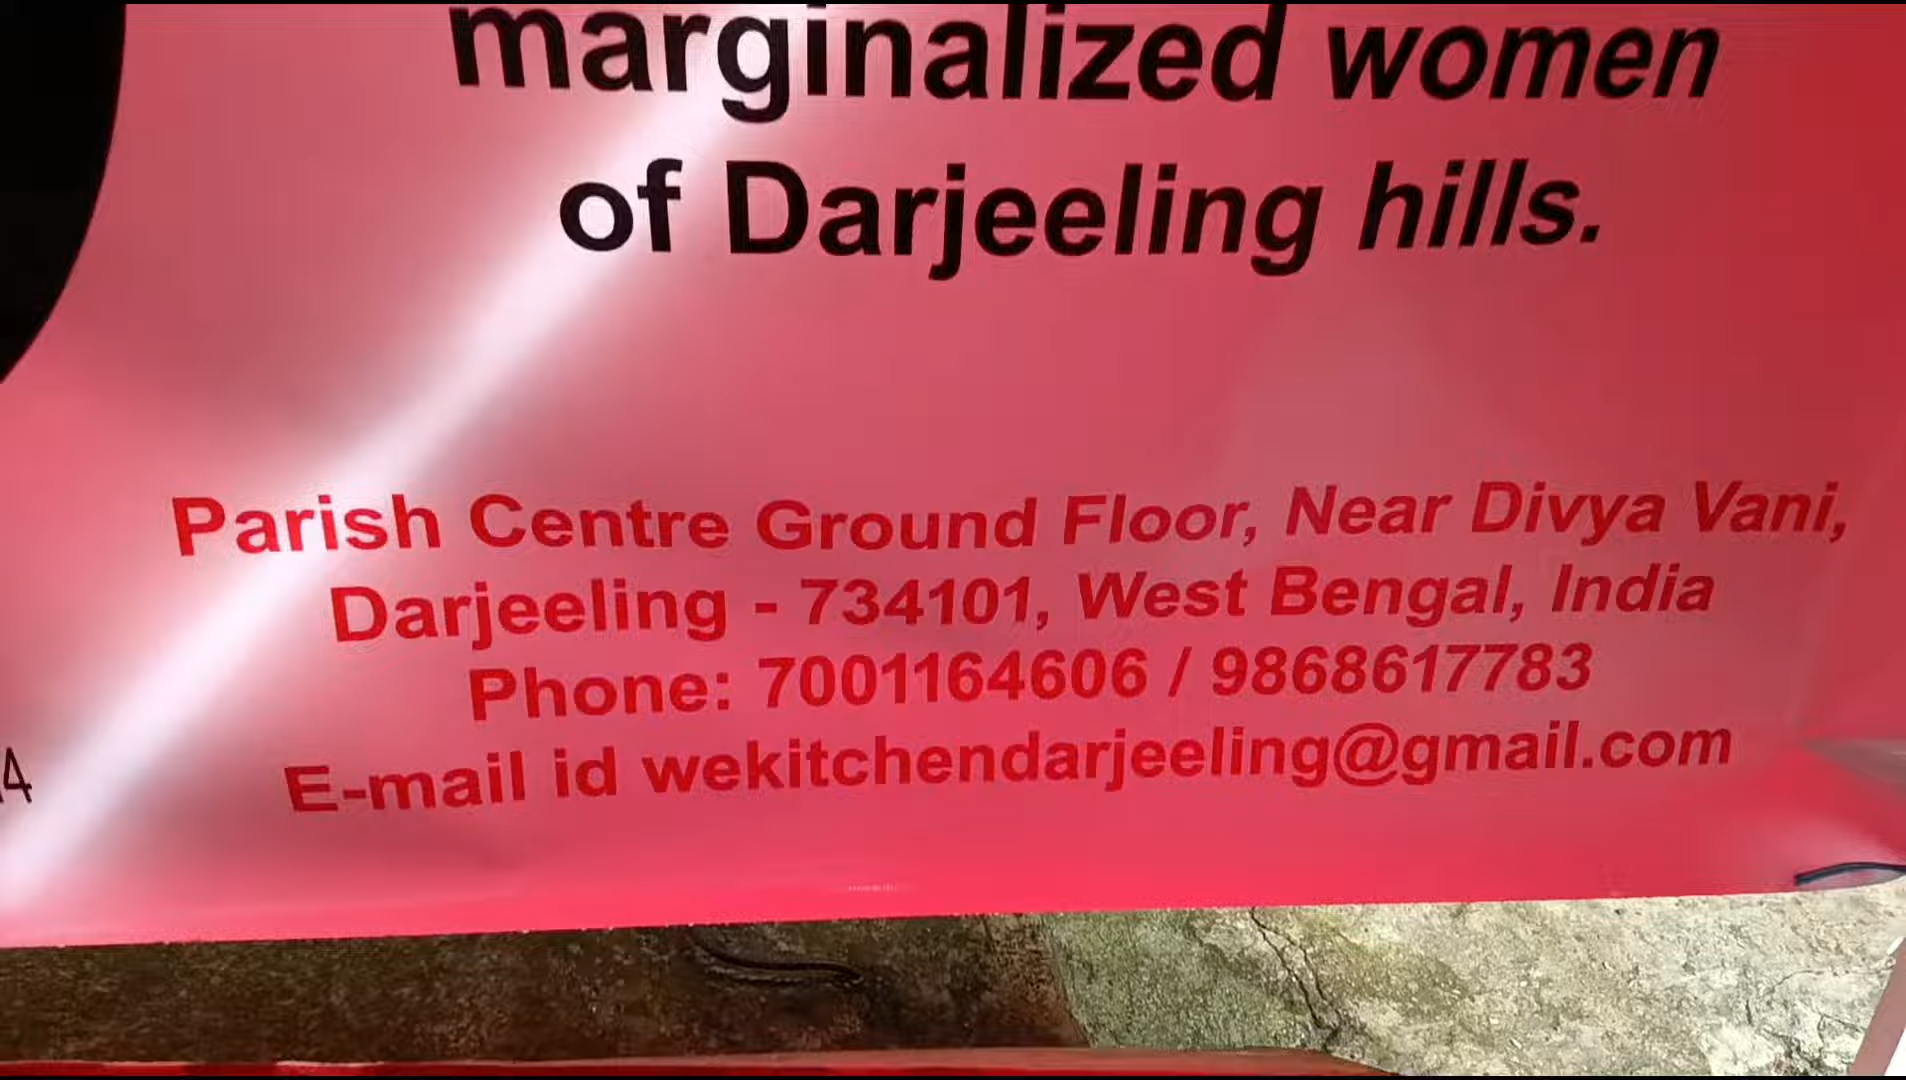 marginalized women
of Darjeeling hills.
Parish Centre Ground Floor, Near Divya Vani,
Darjeeling - 734101, West Bengal, India
Phone: 7001164606 / 9868617783
E-mail id wekitchendarjeeling@gmail.com